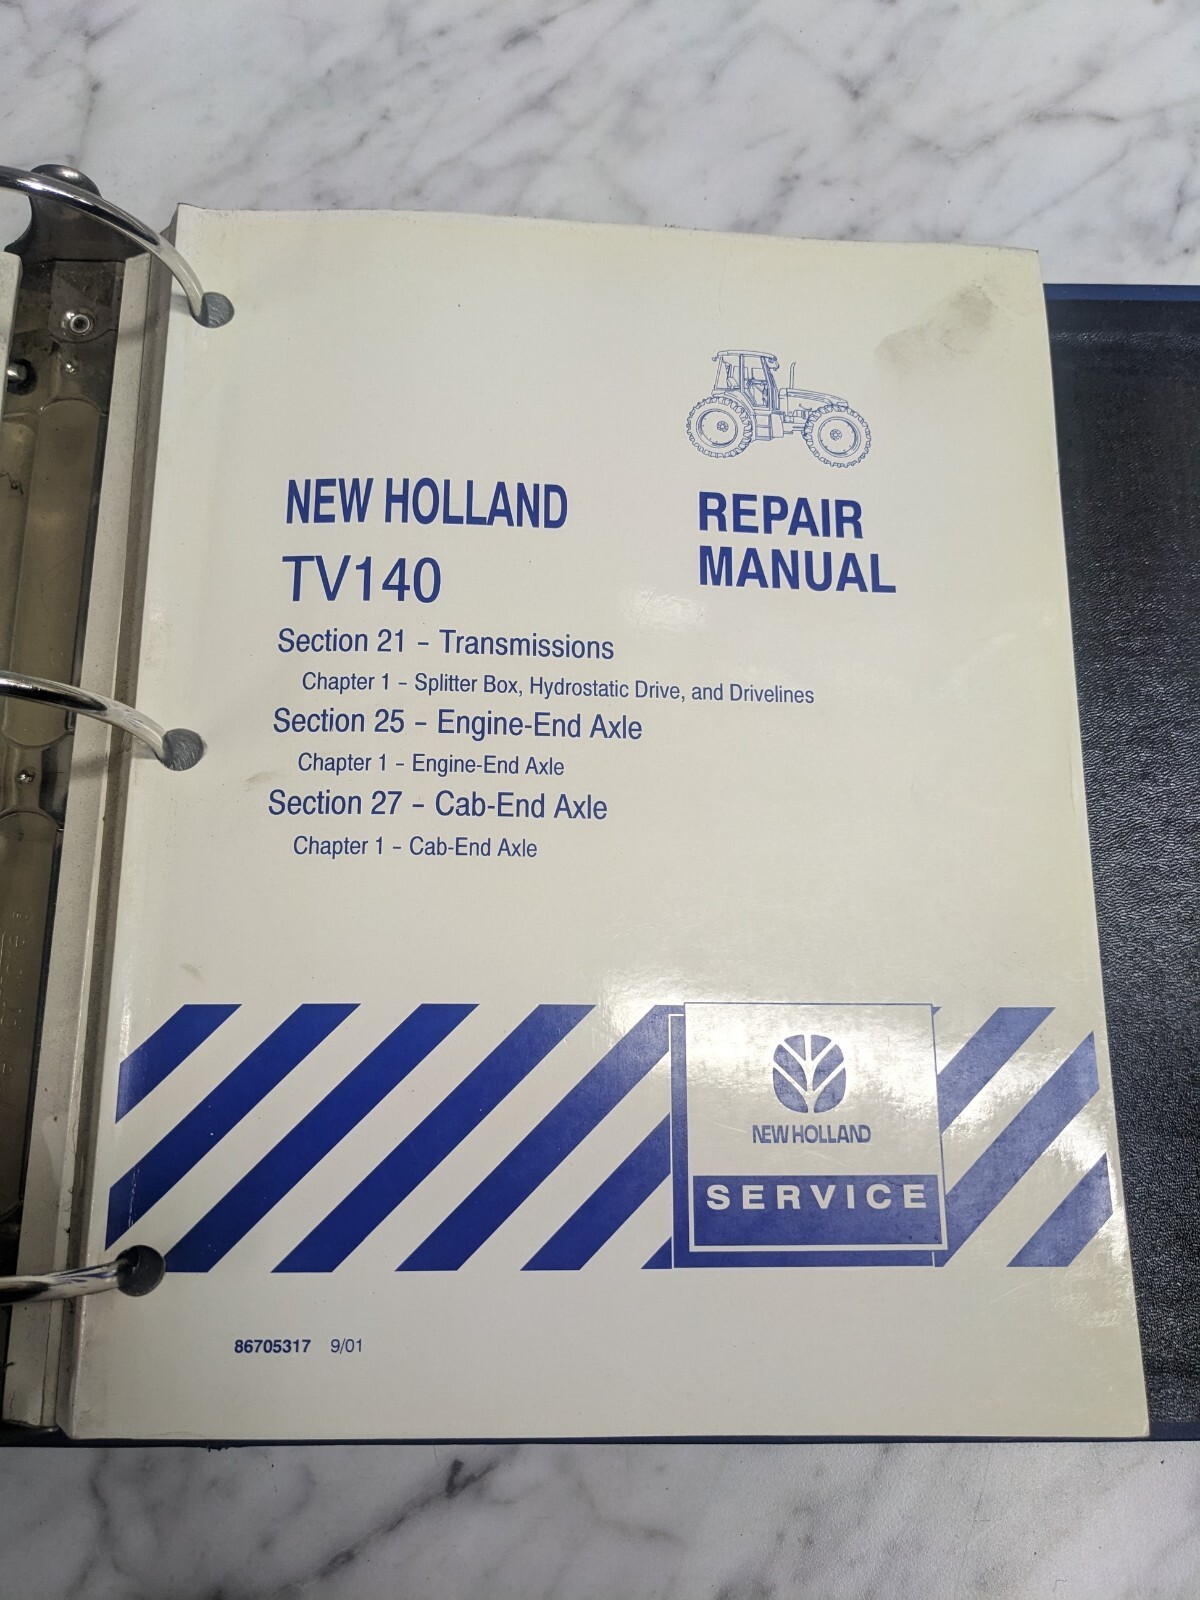 NEW HOLLAND
REPAIR
MANUAL
TV140
Section 21 - Transmissions
Chapter 1 - Splitter Box, Hydrostatic Drive, and Drivelines
Section 25 - Engine-End Axle
Chapter 1 - Engine-End Axle
Section 27 - Cab-End Axle
Chapter 1 - Cab-End Axle
NEW HOLLAND
SERVICE
86705317 9/01